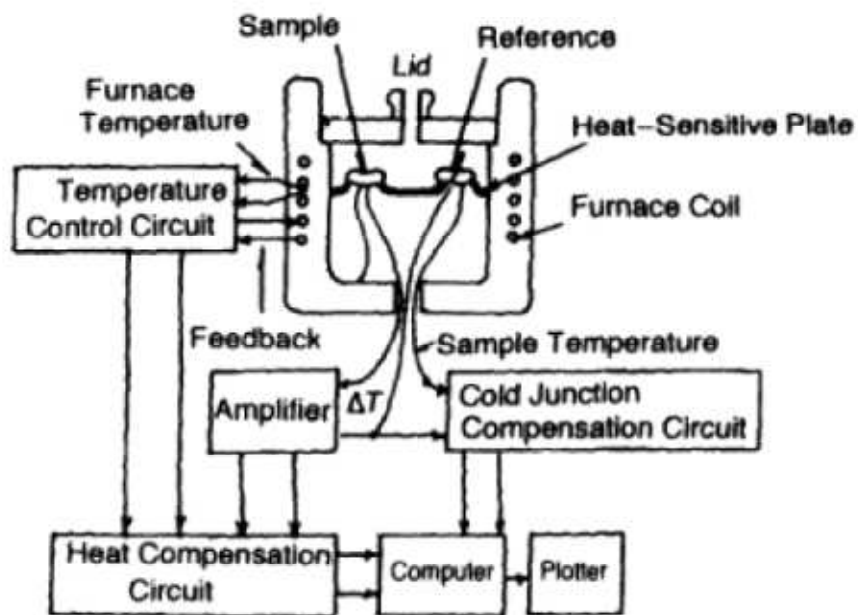 Sample
Reference
Lid
Furnace
Temperature
Heat-Sensitive Plate
Temperature
Control Circuit
Furnace Coil
Feedback
Sample Temperature
Amplifier
ΔT
Cold Junction
Compensation Circuit
Heat Compensation
Circuit
Computer
Plotter